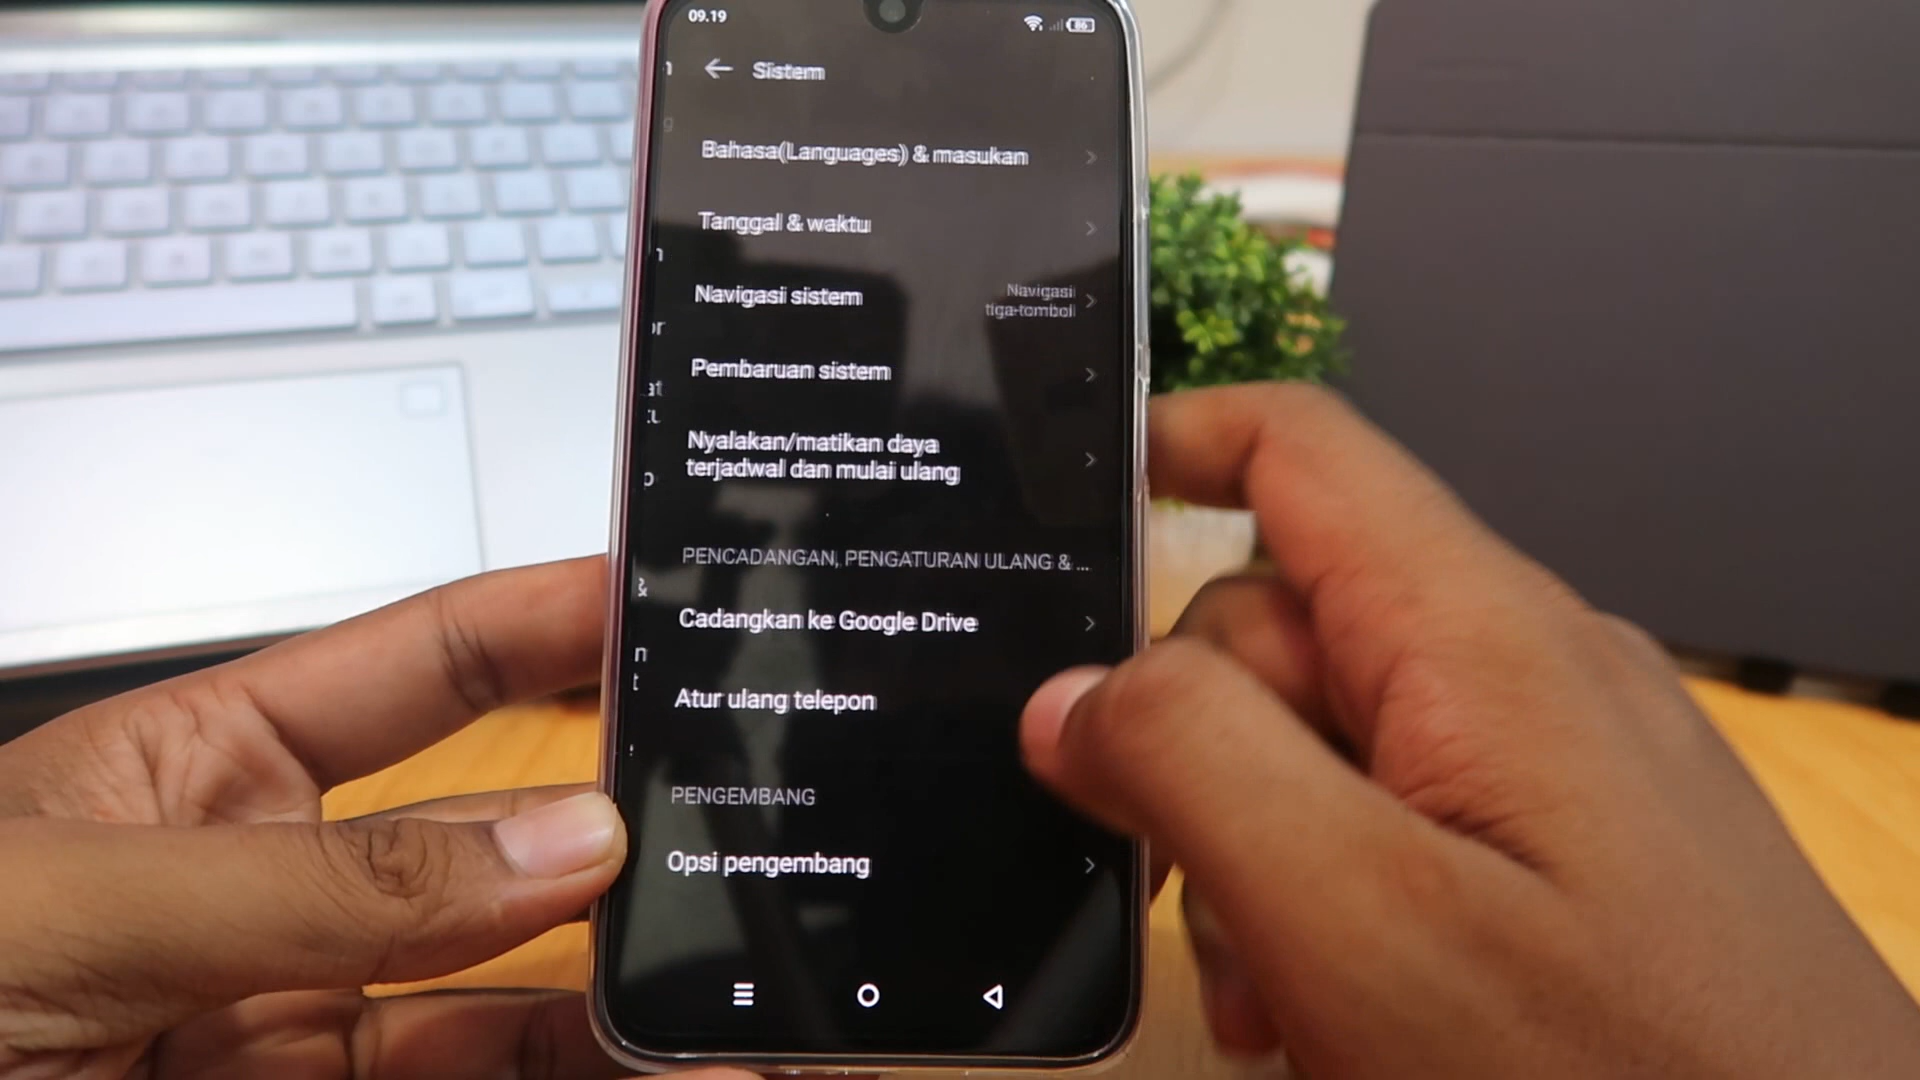 09.19
86
Sistem
Bahasa(Languages) & masukan
Tanggal & waktu
Navigasi sistem
Navigasi
tiga-tombol
Pembaruan sistem
Nyalakan/matikan daya
terjadwal dan mulai ulang
PENCADANGAN, PENGATURAN ULANG & ...
Cadangkan ke Google Drive
Atur ulang telepon
PENGEMBANG
Opsi pengembang